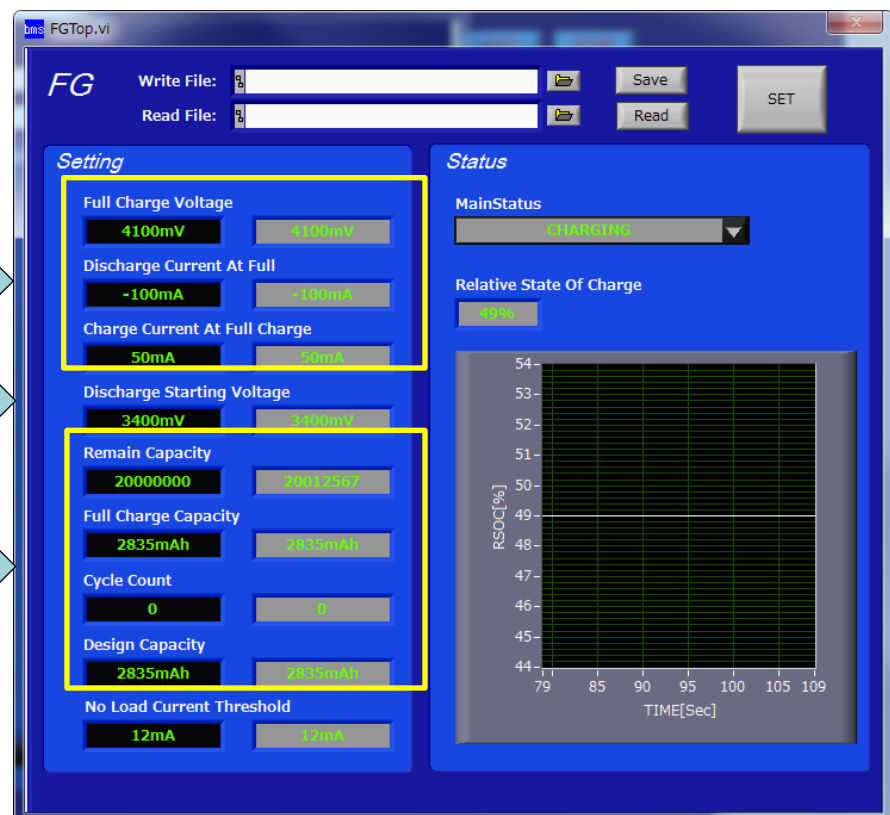 bms FGTop.vi
FG
Write File:
Save
SET
Read File:
Read
Setting
Full Charge Voltage
4100mV 4100mV
Discharge Current At Full
-100mA -100mA
Charge Current At Full Charge
50mA 50mA
Discharge Starting Voltage
3400mV 3400mV
Remain Capacity
20000000 20012567
Full Charge Capacity
2835mAh 2835mAh
Cycle Count
0 0
Design Capacity
2835mAh 2835mAh
No Load Current Threshold
12mA 12mA
Status
MainStatus
CHARGING
Relative State Of Charge
49%
RSOC[%]
54
53
52
51
50
49
48
47
46
45
44
79 85 90 95 100 105 109
TIME[Sec]